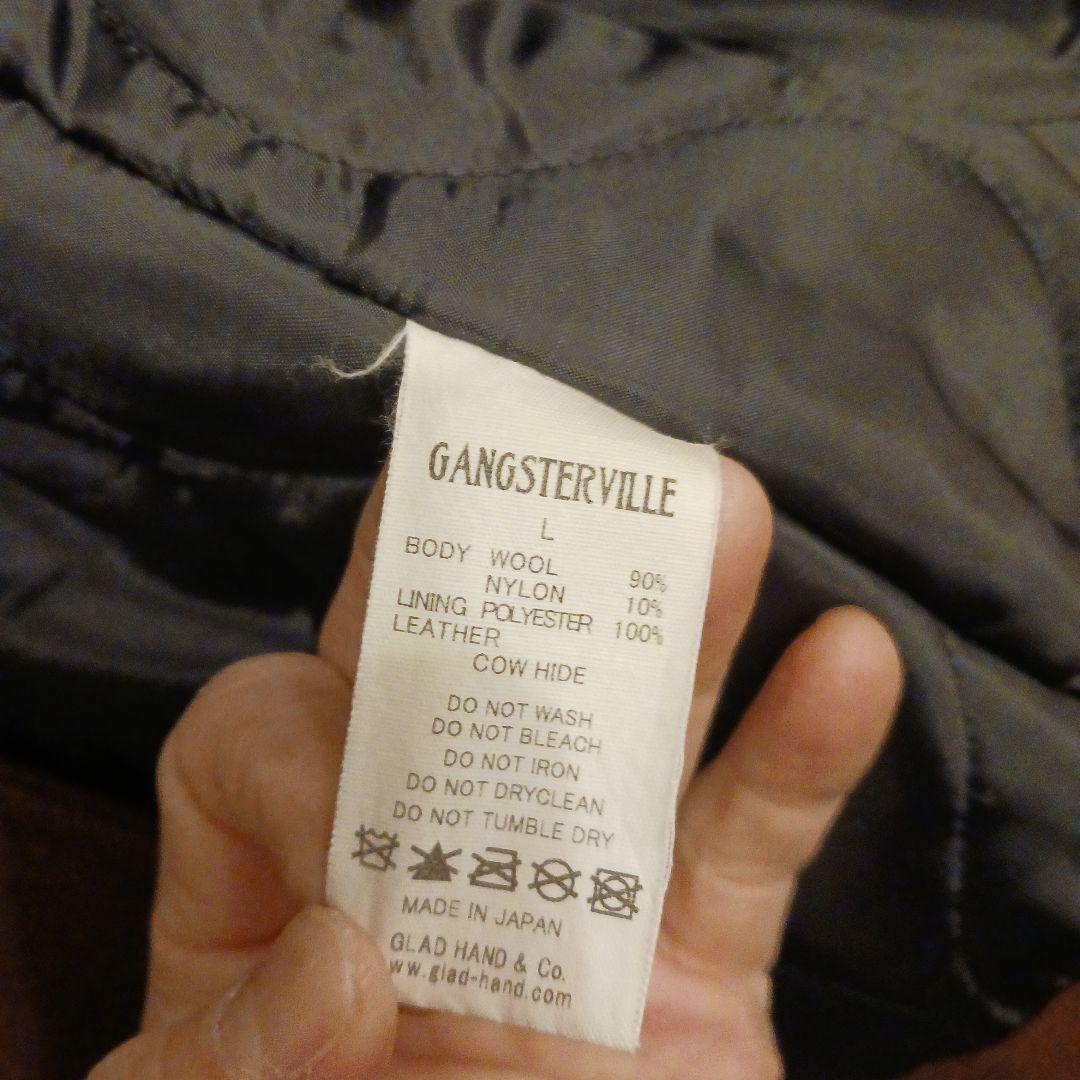 GANGSTERVILLE
L
BODY WOOL 90%
NYLON 10%
LINING POLYESTER 100%
LEATHER
COW HIDE
DO NOT WASH
DO NOT BLEACH
DO NOT IRON
DO NOT DRYCLEAN
DO NOT TUMBLE DRY
MADE IN JAPAN
GLAD HAND & Co.
www.glad-hand.com